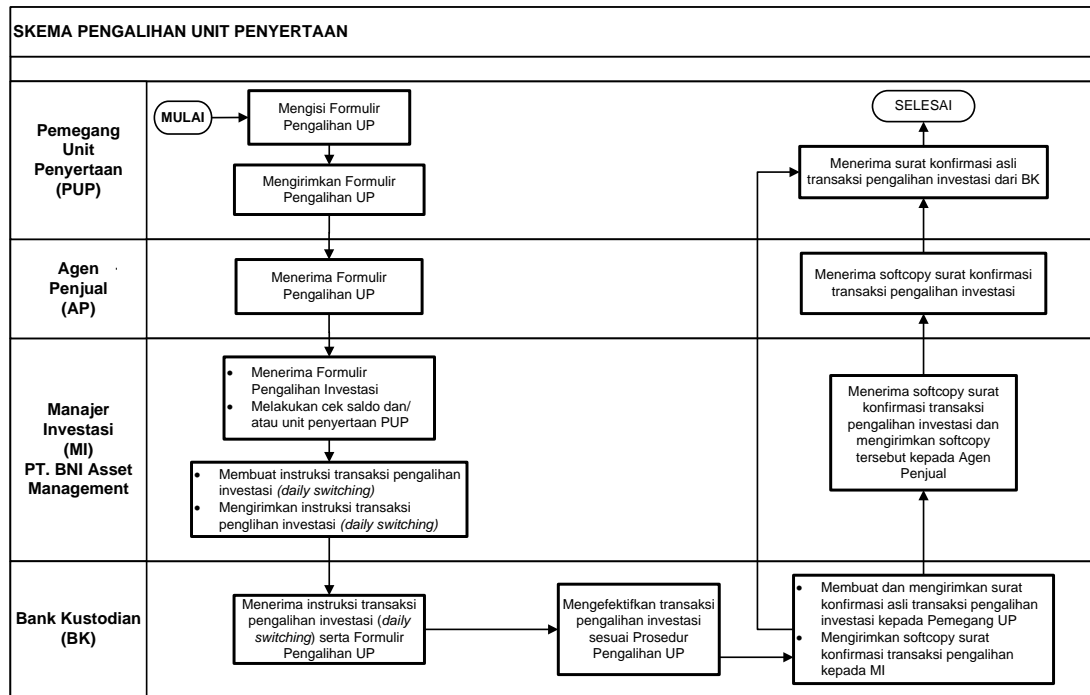 SKEMA PENGALIHAN UNIT PENYERTAAN
Pemegang
Unit
Penyertaan
(PUP)
MULAI
Mengisi Formulir
Pengalihan UP
Mengirimkan Formulir
Pengalihan UP
SELESAI
Menerima surat konfirmasi asli
transaksi pengalihan investasi dari BK
Agen
Penjual
(AP)
Menerima Formulir
Pengalihan UP
Menerima softcopy surat konfirmasi
transaksi pengalihan investasi
Manajer
Investasi
(MI)
PT. BNI Asset
Management
• Menerima Formulir
Pengalihan Investasi
• Melakukan cek saldo dan/
atau unit penyertaan PUP
• Membuat instruksi transaksi pengalihan
investasi (daily switching)
• Mengirimkan instruksi transaksi
penglihan investasi (daily switching)
Menerima softcopy surat
konfirmasi transaksi
pengalihan investasi dan
mengirimkan softcopy
tersebut kepada Agen
Penjual
Bank Kustodian
(BK)
Menerima instruksi transaksi
pengalihan investasi (daily
switching) serta Formulir
Pengalihan UP
Mengefektifkan transaksi
pengalihan investasi
sesuai Prosedur
Pengalihan UP
• Membuat dan mengirimkan surat
konfirmasi asli transaksi pengalihan
investasi kepada Pemegang UP
• Mengirimkan softcopy surat
konfirmasi transaksi pengalihan
kepada MI